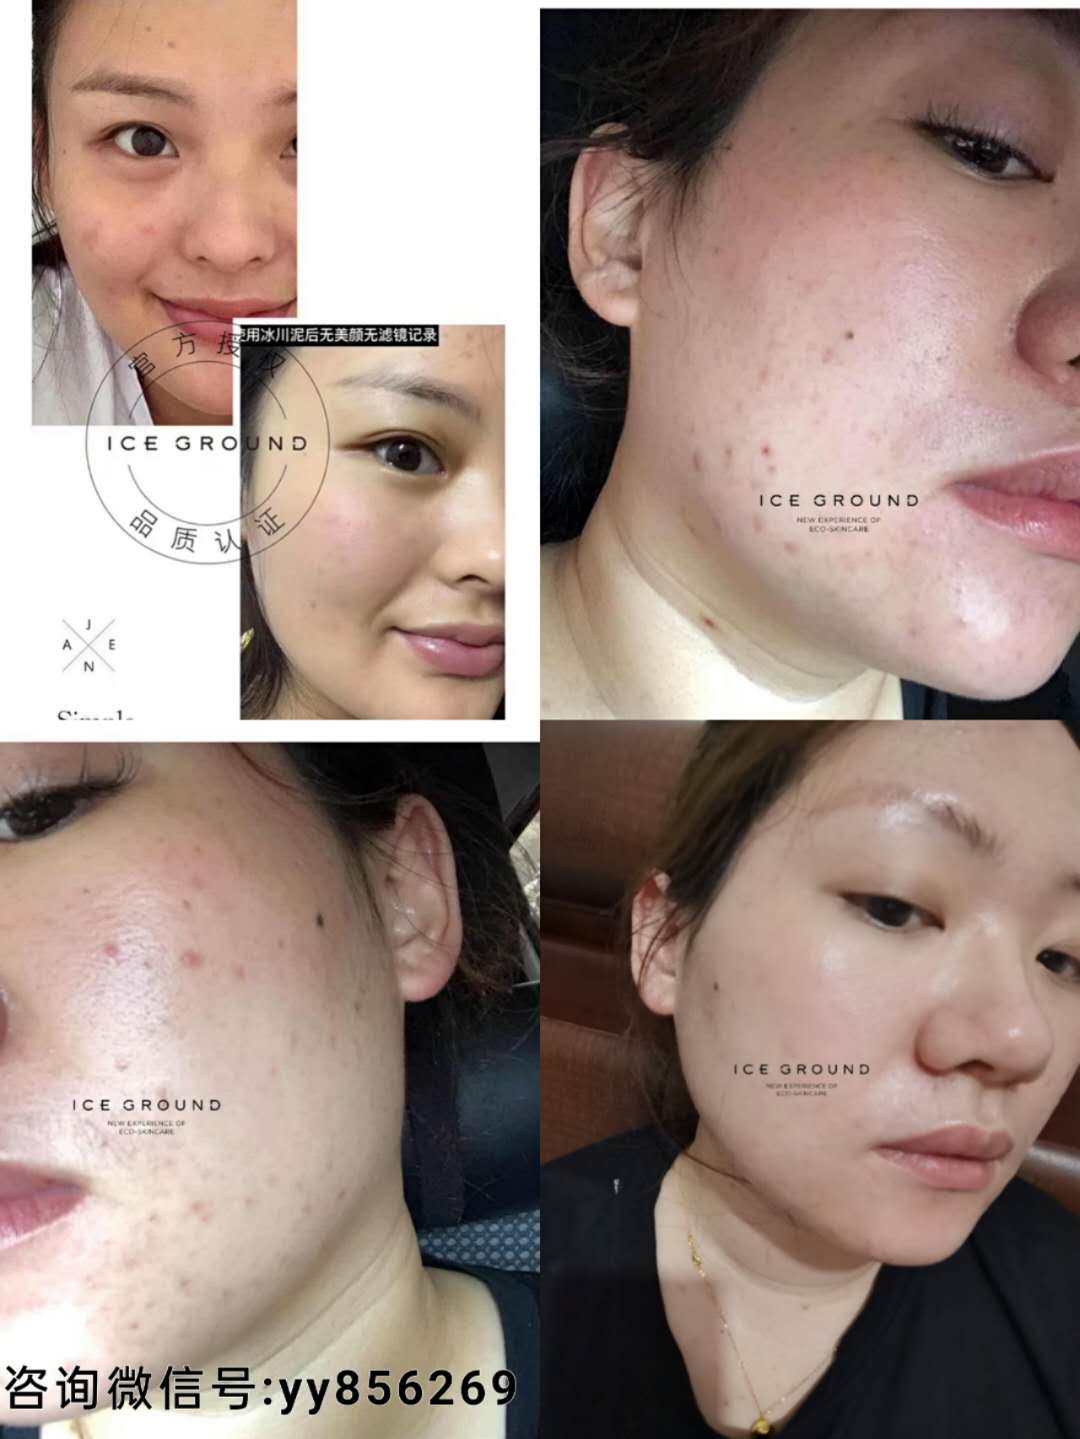 使用冰川泥后无美颜无滤镜记录
官方授权
ICE GROUND
品质认证
J
A E
N
Simple
ICE GROUND
NEW EXPERIENCE OF
ECO-SKINCARE
ICE GROUND
NEW EXPERIENCE OF
ECO-SKINCARE
ICE GROUND
NEW EXPERIENCE OF
ECO-SKINCARE
咨询微信号:yy856269